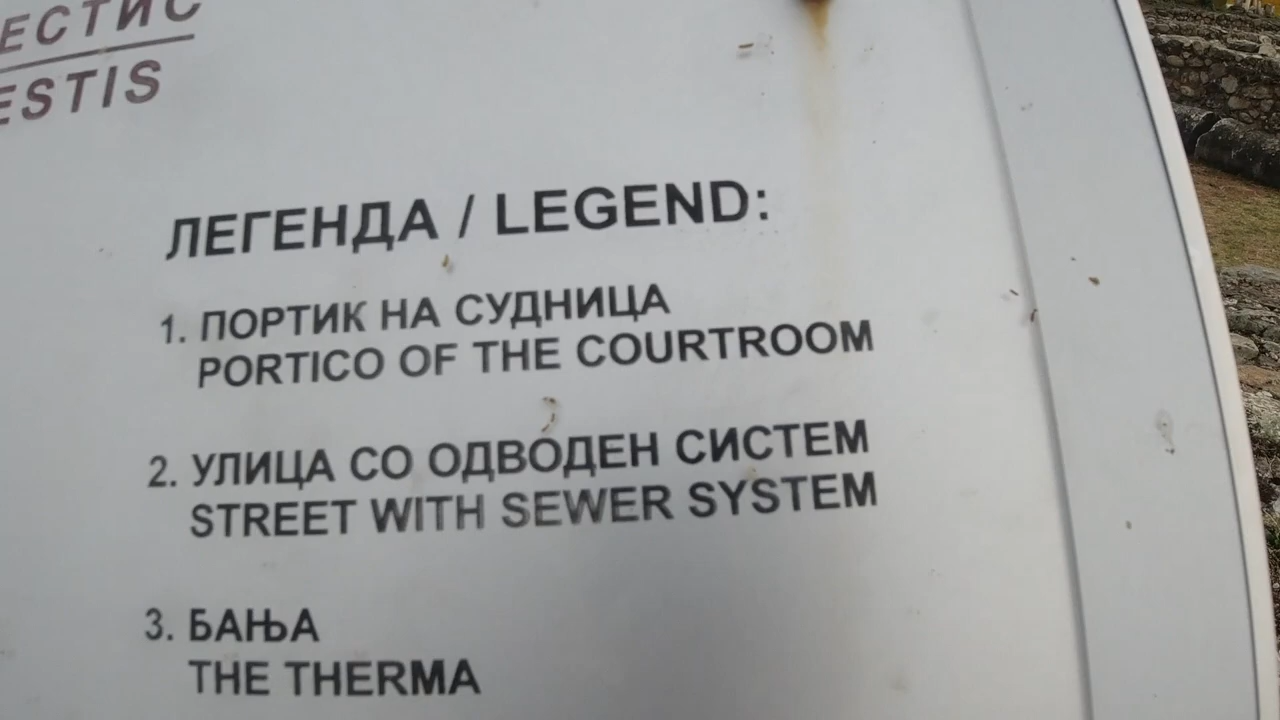 ЕСТИС
ESTIS
ЛЕГЕНДА / LEGEND:
1. ПОРТИК НА СУДНИЦА
PORTICO OF THE COURTROOM
2. УЛИЦА СО ОДВОДЕН СИСТЕМ
STREET WITH SEWER SYSTEM
3. БАЊА
THE THERMA